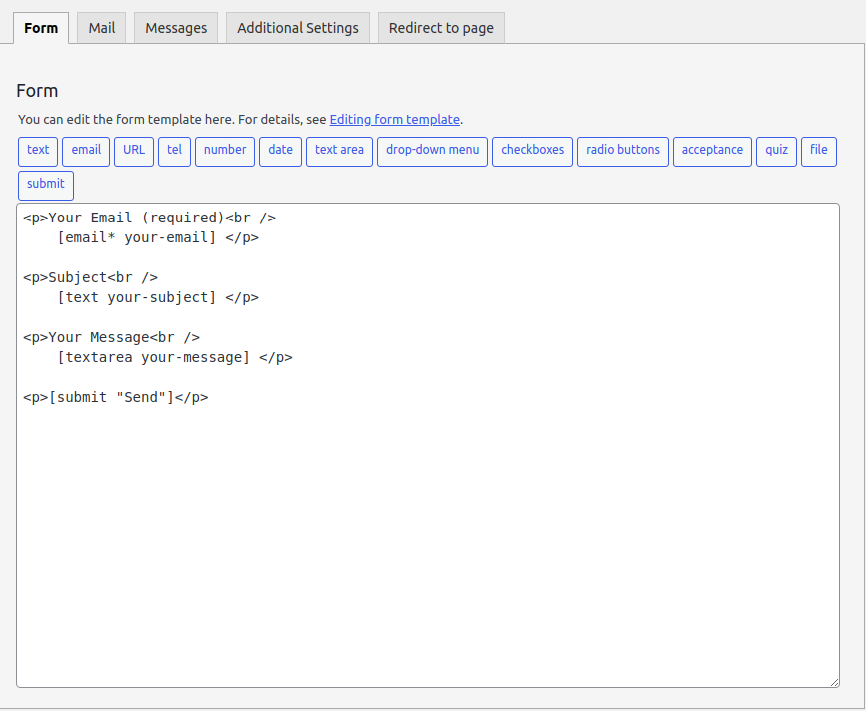 Form Mail Messages Additional Settings Redirect to page
Form
You can edit the form template here. For details, see Editing form template.
text email URL tel number date text area drop-down menu checkboxes radio buttons acceptance quiz file
submit
<p>Your Email (required)<br />
    [email* your-email] </p>
<p>Subject<br />
    [text your-subject] </p>
<p>Your Message<br />
    [textarea your-message] </p>
<p>[submit "Send"]</p>